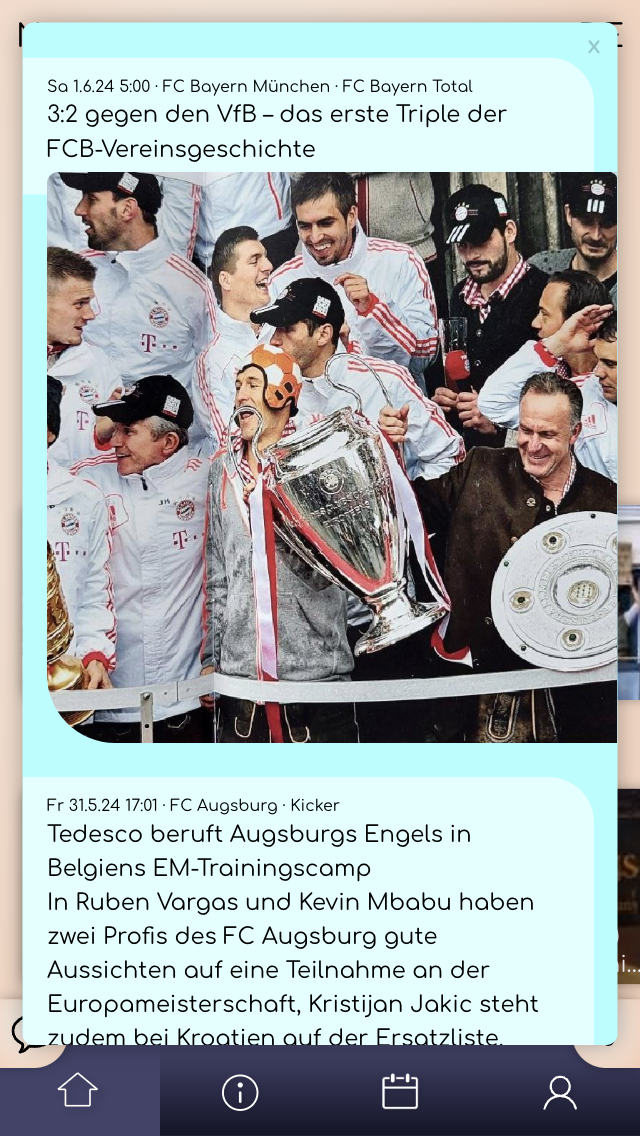 x
Sa 1.6.24 5:00 · FC Bayern München · FC Bayern Total
3:2 gegen den VfB – das erste Triple der
FCB-Vereinsgeschichte
Fr 31.5.24 17:01 · FC Augsburg · Kicker
Tedesco beruft Augsburgs Engels in
Belgiens EM-Trainingscamp
In Ruben Vargas und Kevin Mbabu haben
zwei Profis des FC Augsburg gute
Aussichten auf eine Teilnahme an der
Europameisterschaft, Kristijan Jakic steht
zudem bei Kroatien auf der Ersatzliste.